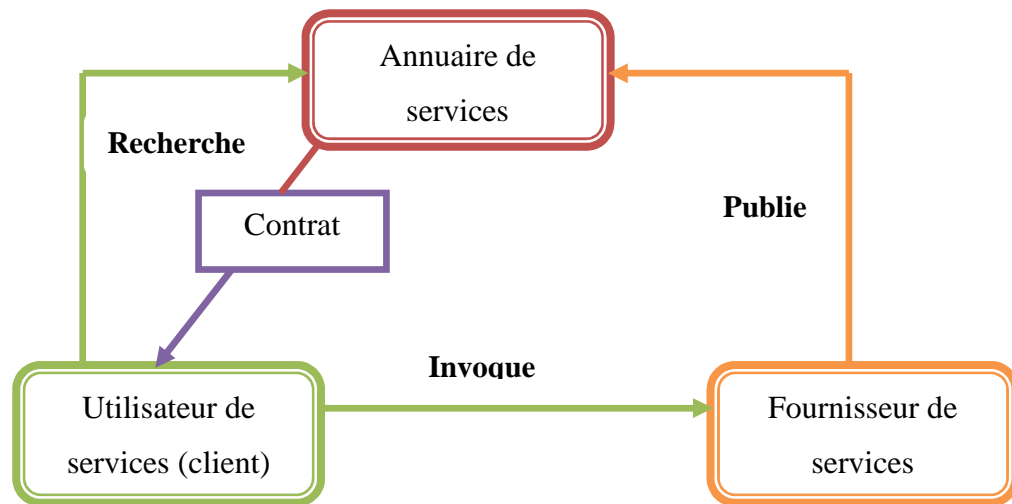 Annuaire de
services
Recherche
Contrat
Publie
Invoque
Utilisateur de
services (client)
Fournisseur de
services